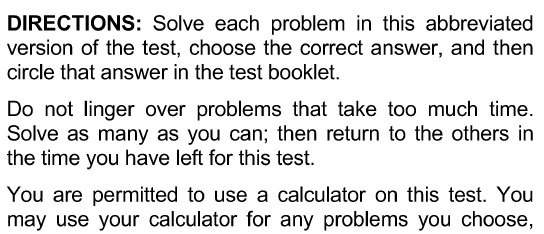 DIRECTIONS: Solve each problem in this abbreviated
version of the test, choose the correct answer, and then
circle that answer in the test booklet.
Do not linger over problems that take too much time.
Solve as many as you can; then return to the others in
the time you have left for this test.
You are permitted to use a calculator on this test. You
may use your calculator for any problems you choose,